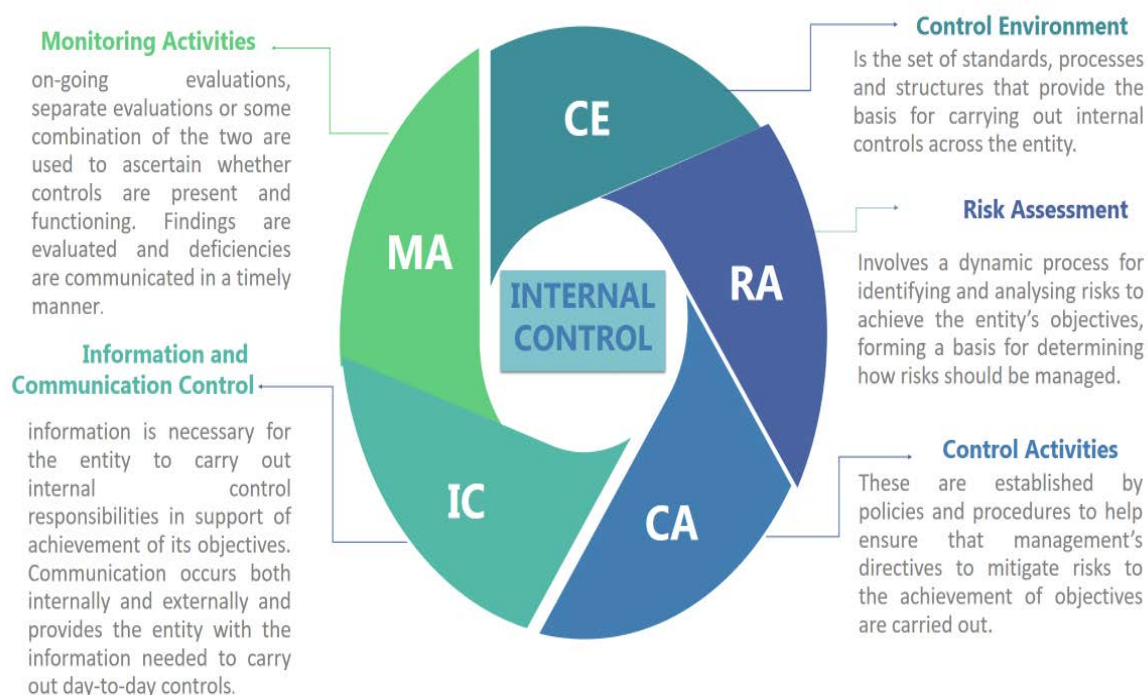 Monitoring Activities
on-going evaluations,
separate evaluations or some
combination of the two are
used to ascertain whether
controls are present and
functioning. Findings are
evaluated and deficiencies
are communicated in a timely
manner.
Information and
Communication Control
information is necessary for
the entity to carry out
internal control
responsibilities in support of
achievement of its objectives.
Communication occurs both
internally and externally and
provides the entity with the
information needed to carry
out day-to-day controls.
CE
MA
RA
INTERNAL
CONTROL
IC
CA
Control Environment
Is the set of standards, processes
and structures that provide the
basis for carrying out internal
controls across the entity.
Risk Assessment
Involves a dynamic process for
identifying and analysing risks to
achieve the entity's objectives,
forming a basis for determining
how risks should be managed.
Control Activities
These are established by
policies and procedures to help
ensure that management's
directives to mitigate risks to
the achievement of objectives
are carried out.